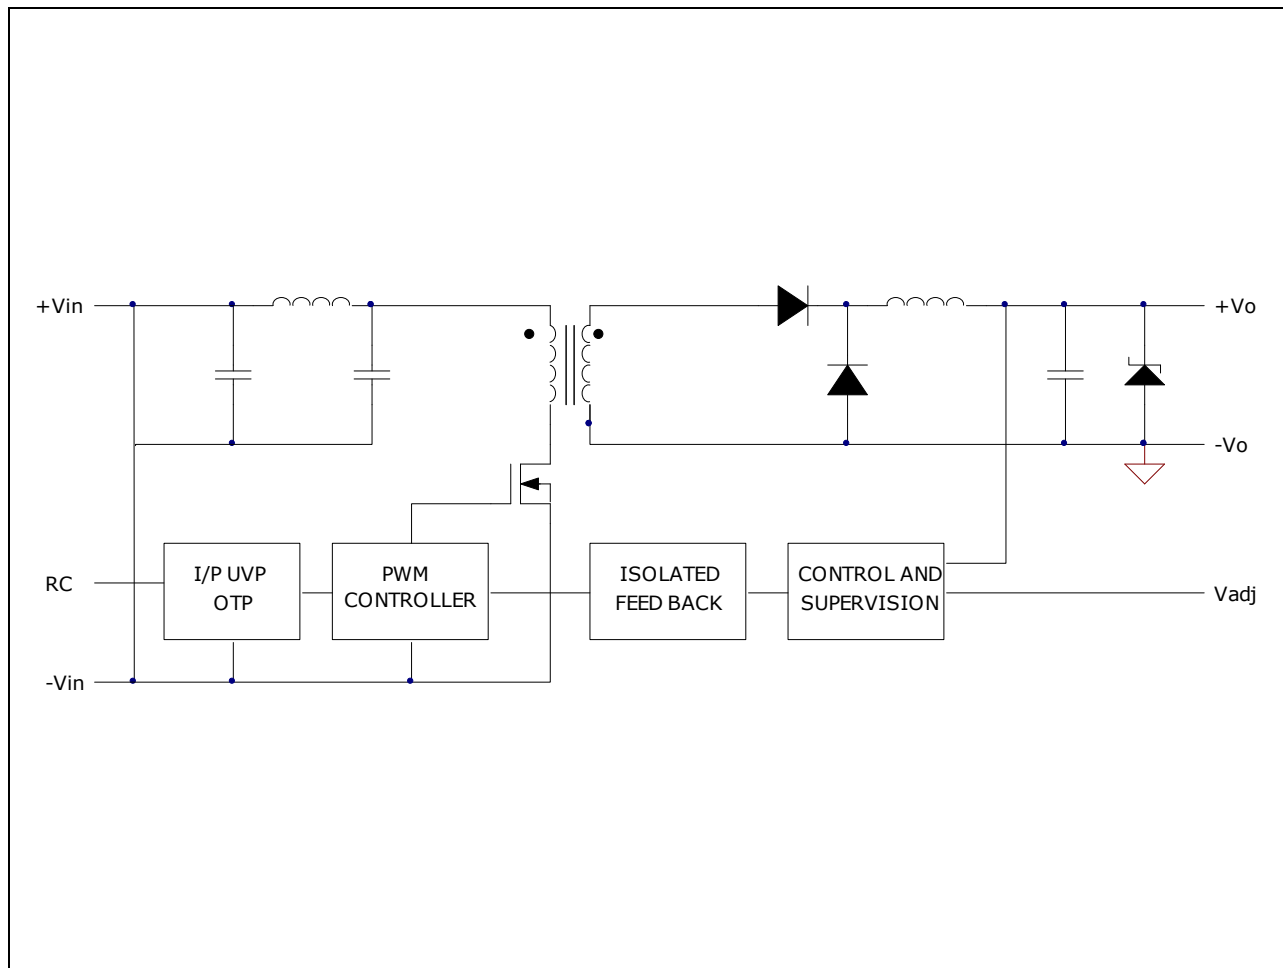 +Vin
+Vo
-Vo
RC
I/P UVP
OTP
PWM
CONTROLLER
ISOLATED
FEED BACK
CONTROL AND
SUPERVISION
Vadj
-Vin